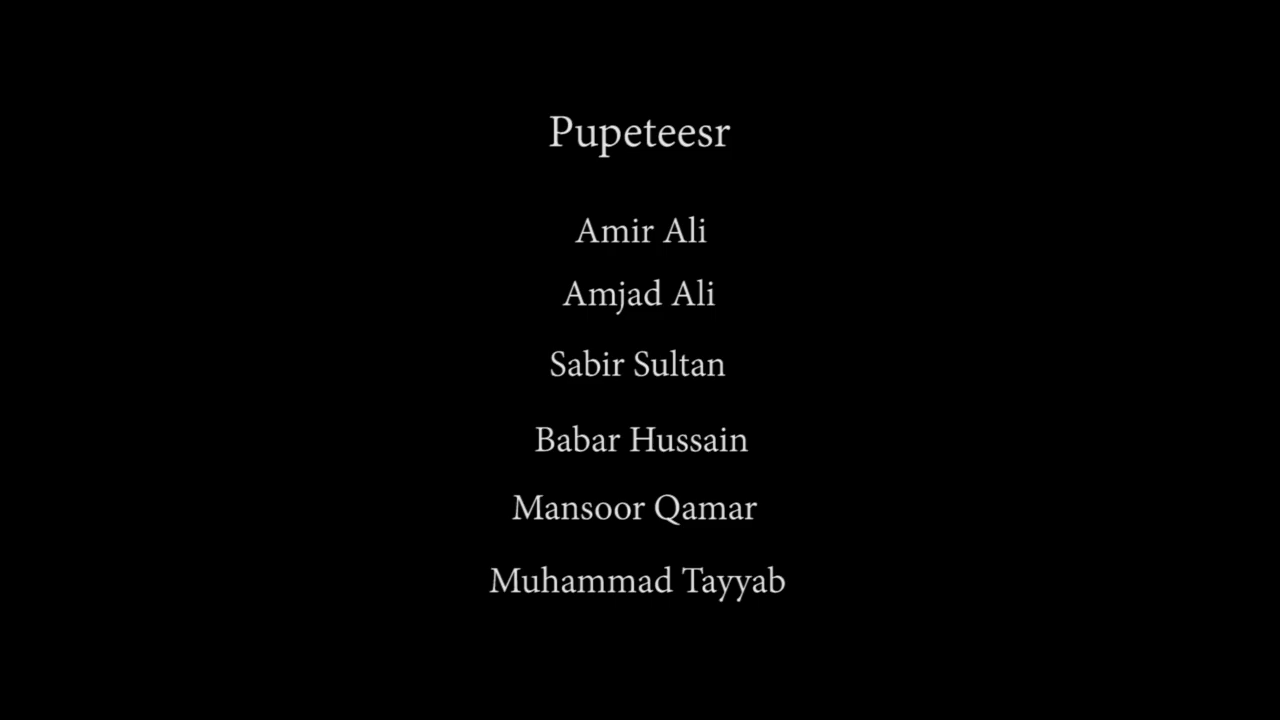 Pupeteesr
Amir Ali
Amjad Ali
Sabir Sultan
Babar Hussain
Mansoor Qamar
Muhammad Tayyab